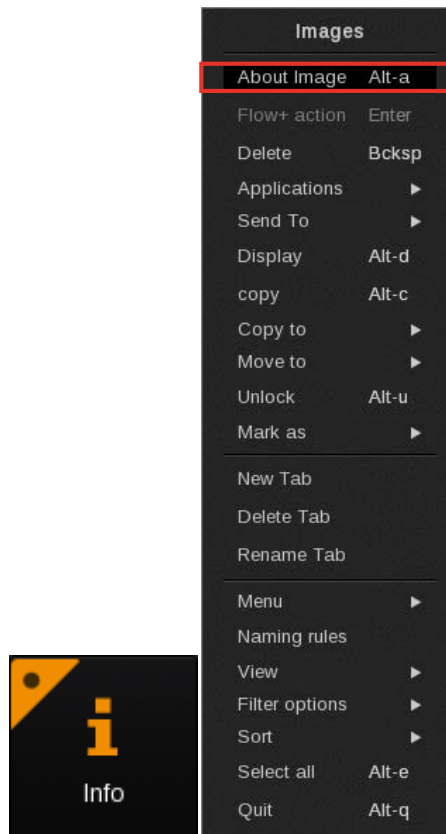 Images
About Image Alt-a
Flow+ action Enter
Delete Bcksp
Applications
Send To
Display Alt-d
copy Alt-c
Copy to
Move to
Unlock Alt-u
Mark as
New Tab
Delete Tab
Rename Tab
Menu
Naming rules
View
Filter options
Sort
Select all Alt-e
Quit Alt-q
i
Info